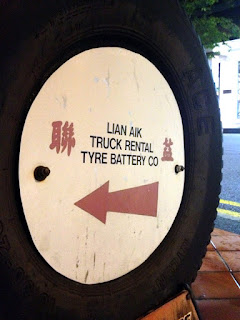 LIAN AIK
聯 TRUCK RENTAL 益
TYRE BATTERY CO